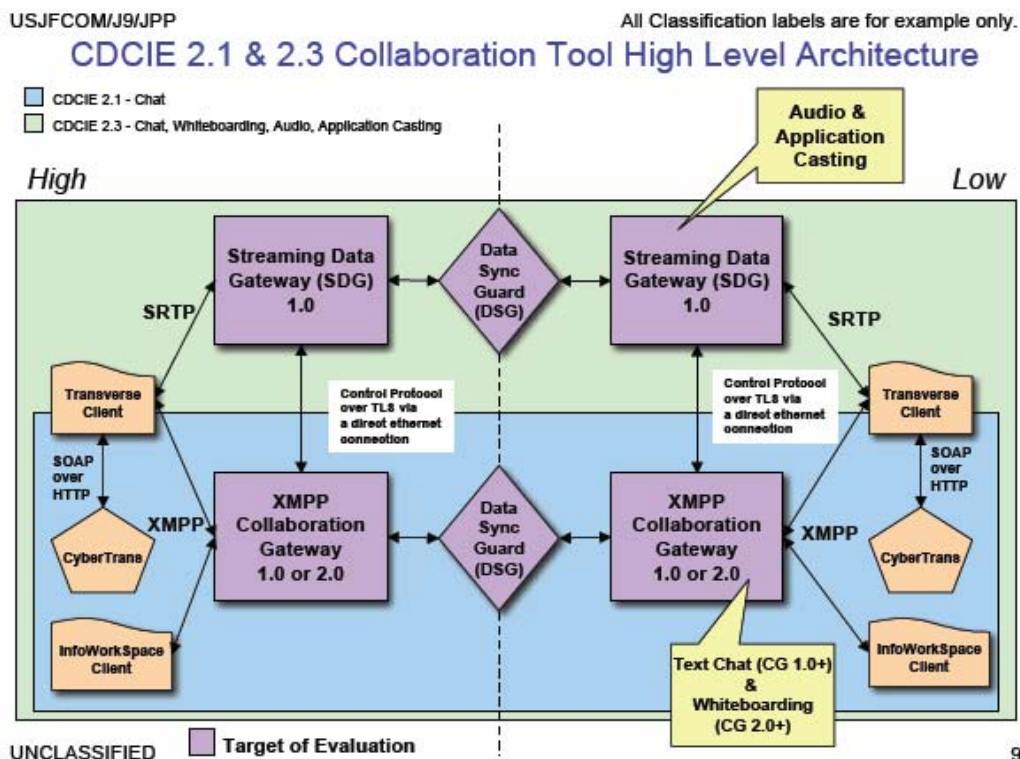 USJFCOM/J9/JPP
All Classification labels are for example only.
CDCIE 2.1 & 2.3 Collaboration Tool High Level Architecture
CDCIE 2.1 - Chat
CDCIE 2.3 - Chat, Whiteboarding, Audio, Application Casting
Audio &
Application
Casting
High
Low
Streaming Data
Gateway (SDG)
1.0
Data
Sync
Guard
(DSG)
Streaming Data
Gateway (SDG)
1.0
SRTP
SRTP
Transverse
Client
Control Protocol
over TLS via
a direct ethernet
connection
Control Protocol
over TLS via
a direct ethernet
connection
Transverse
Client
SOAP
over
HTTP
XMPP
CyberTrans
XMPP
Collaboration
Gateway
1.0 or 2.0
Data
Sync
Guard
(DSG)
XMPP
Collaboration
Gateway
1.0 or 2.0
XMPP
SOAP
over
HTTP
CyberTrans
InfoWorkSpace
Client
Text Chat (CG 1.0+)
&
Whiteboarding
(CG 2.0+)
InfoWorkSpace
Client
UNCLASSIFIED
Target of Evaluation
9